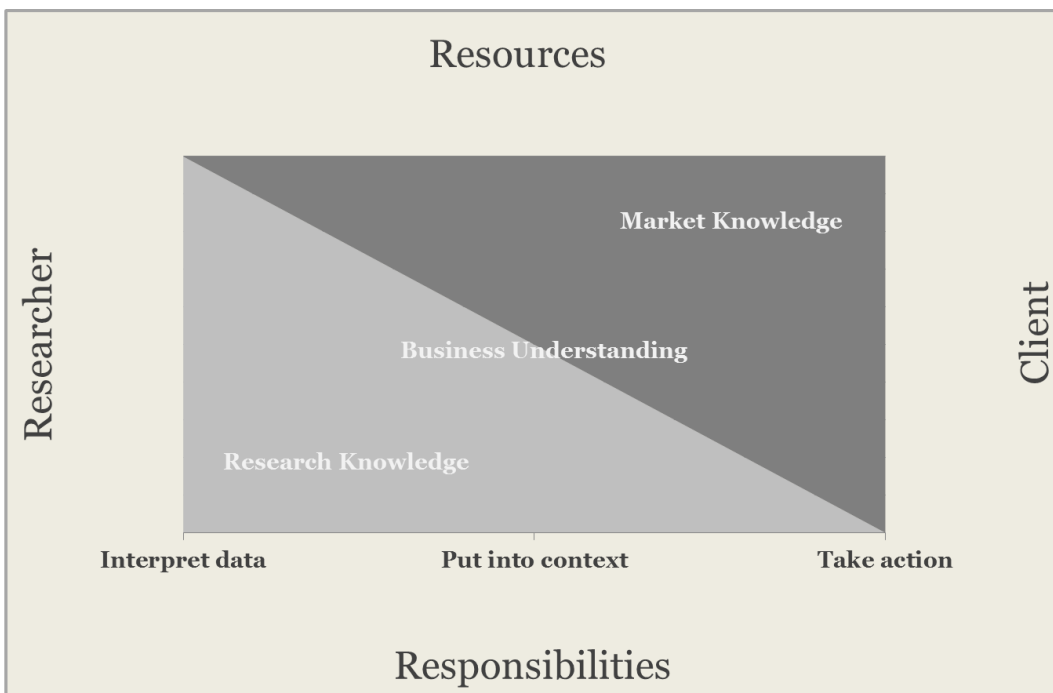 Resources
Market Knowledge
Researcher
Client
Business Understanding
Research Knowledge
Interpret data
Put into context
Take action
Responsibilities